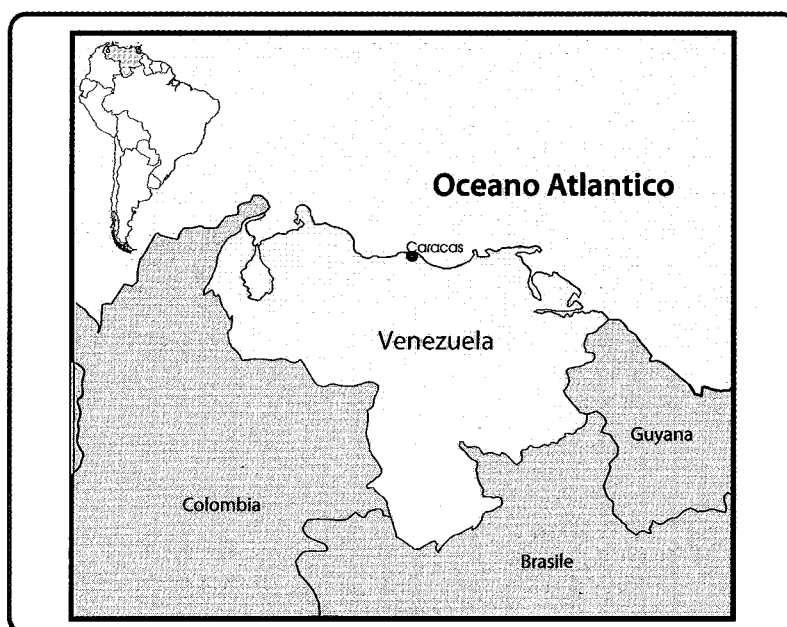 Oceano Atlantico
Caracas
Venezuela
Guyana
Colombia
Brasile